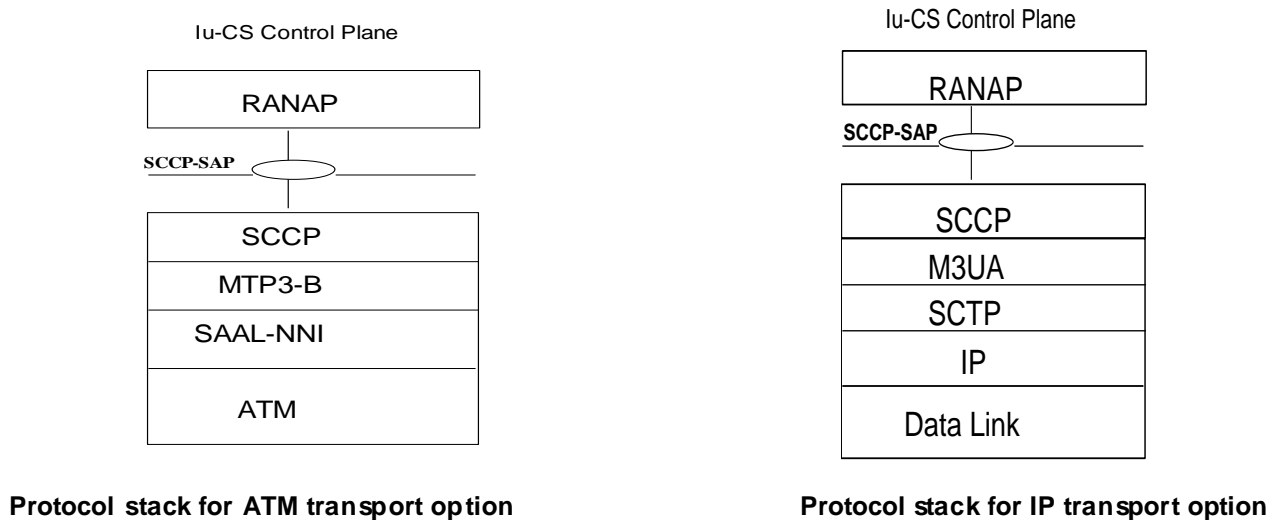 Iu-CS Control Plane
RANAP
SCCP-SAP
SCCP
MTP3-B
SAAL-NNI
ATM
Protocol stack for ATM transport option
Iu-CS Control Plane
RANAP
SCCP-SAP
SCCP
M3UA
SCTP
IP
Data Link
Protocol stack for IP transport option